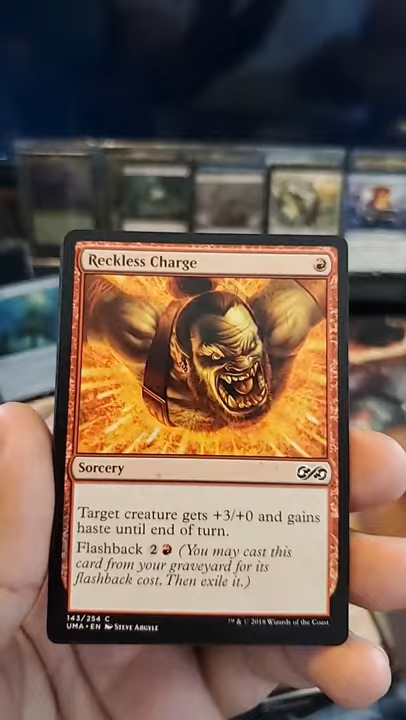 Reckless Charge
Sorcery
Target creature gets +3/+0 and gains
haste until end of turn.
Flashback 2 (You may cast this
card from your graveyard for its
flashback cost. Then exile it.)
143/254 C
UMA • EN Steve Argyle
™ & © 2018 Wizards of the Coast